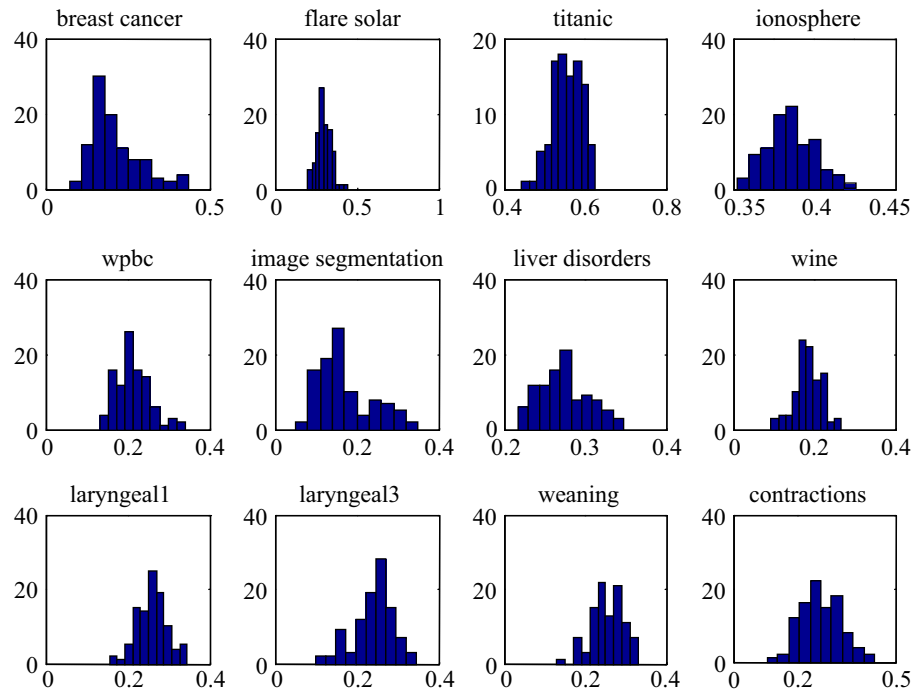 breast cancer flare solar titanic ionosphere
40 40 20 40
20 20 10 20
0 0 0 0
0 0.5 0 0.5 1 0.4 0.6 0.8 0.35 0.4 0.45
wpbc image segmentation liver disorders wine
40 40 40 40
20 20 20 20
0 0 0 0
0 0.2 0.4 0 0.2 0.4 0.2 0.3 0.4 0 0.2 0.4
laryngeal1 laryngeal3 weaning contractions
40 40 40 40
20 20 20 20
0 0 0 0
0 0.2 0.4 0 0.2 0.4 0 0.2 0.4 0 0.2 0.5